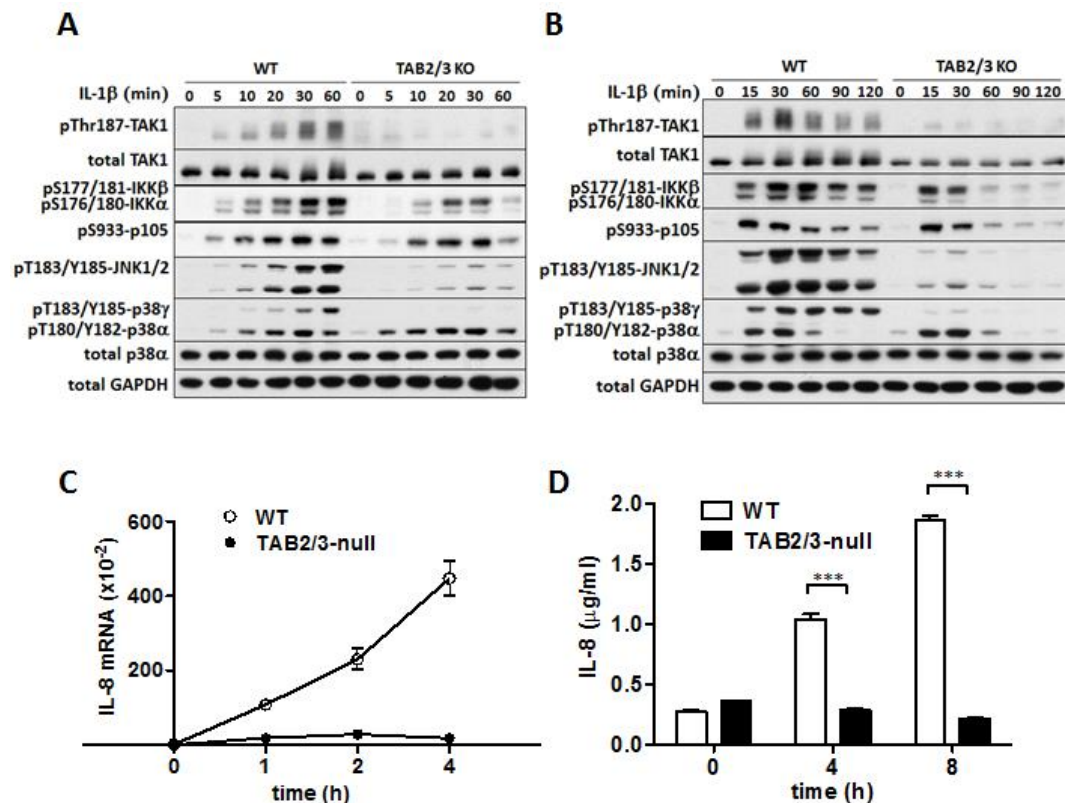 A
WT TAB2/3 KO
IL-1β (min) 0 5 10 20 30 60 0 5 10 20 30 60
pThr187-TAK1
total TAK1
pS177/181-IKKβ
pS176/180-IKKα
pS933-p105
pT183/Y185-JNK1/2
pT183/Y185-p38γ
pT180/Y182-p38α
total p38α
total GAPDH
B
WT TAB2/3 KO
IL-1β (min) 0 15 30 60 90 120 0 15 30 60 90 120
pThr187-TAK1
total TAK1
pS177/181-IKKβ
pS176/180-IKKα
pS933-p105
pT183/Y185-JNK1/2
pT183/Y185-p38γ
pT180/Y182-p38α
total p38α
total GAPDH
C
WT
TAB2/3-null
IL-8 mRNA (x10-2)
600
400
200
0 1 2 4
time (h)
D
WT
TAB2/3-null
*** ***
IL-8 (μg/ml)
2.0
1.5
1.0
0.5
0.0
0 4 8
time (h)